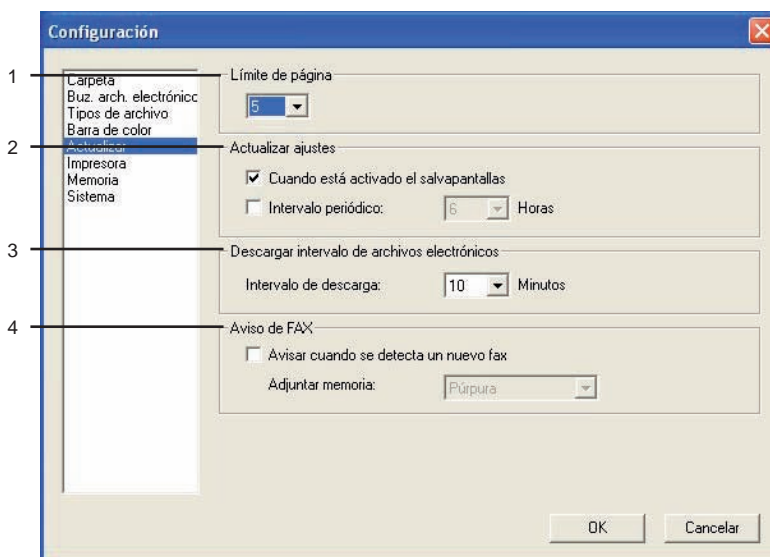 Configuración
1
Límite de página
5
Carpeta
Buz. arch. electrónicc
Tipos de archivo
Barra de color
Actualizar
Impresora
Memoria
Sistema
2
Actualizar ajustes
Cuando está activado el salvapantallas
Intervalo periódico: 6 Horas
3
Descargar intervalo de archivos electrónicos
Intervalo de descarga: 10 Minutos
4
Aviso de FAX
Avisar cuando se detecta un nuevo fax
Adjuntar memoria: Púrpura
OK Cancelar